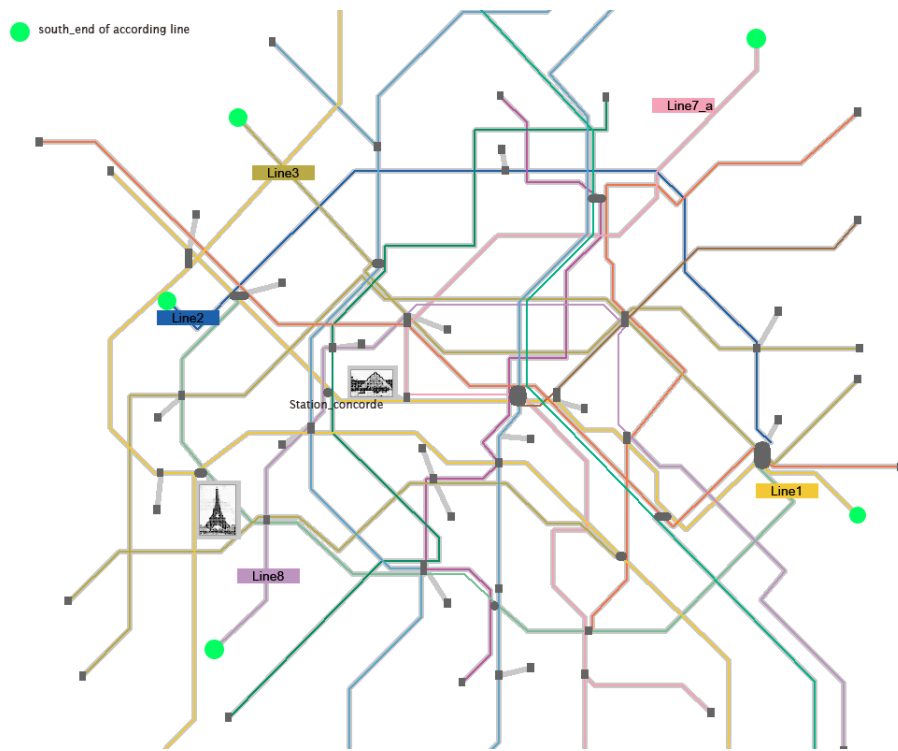 south_end of according line
Line7_a
Line3
Line2
Station_concorde
Line1
Line8